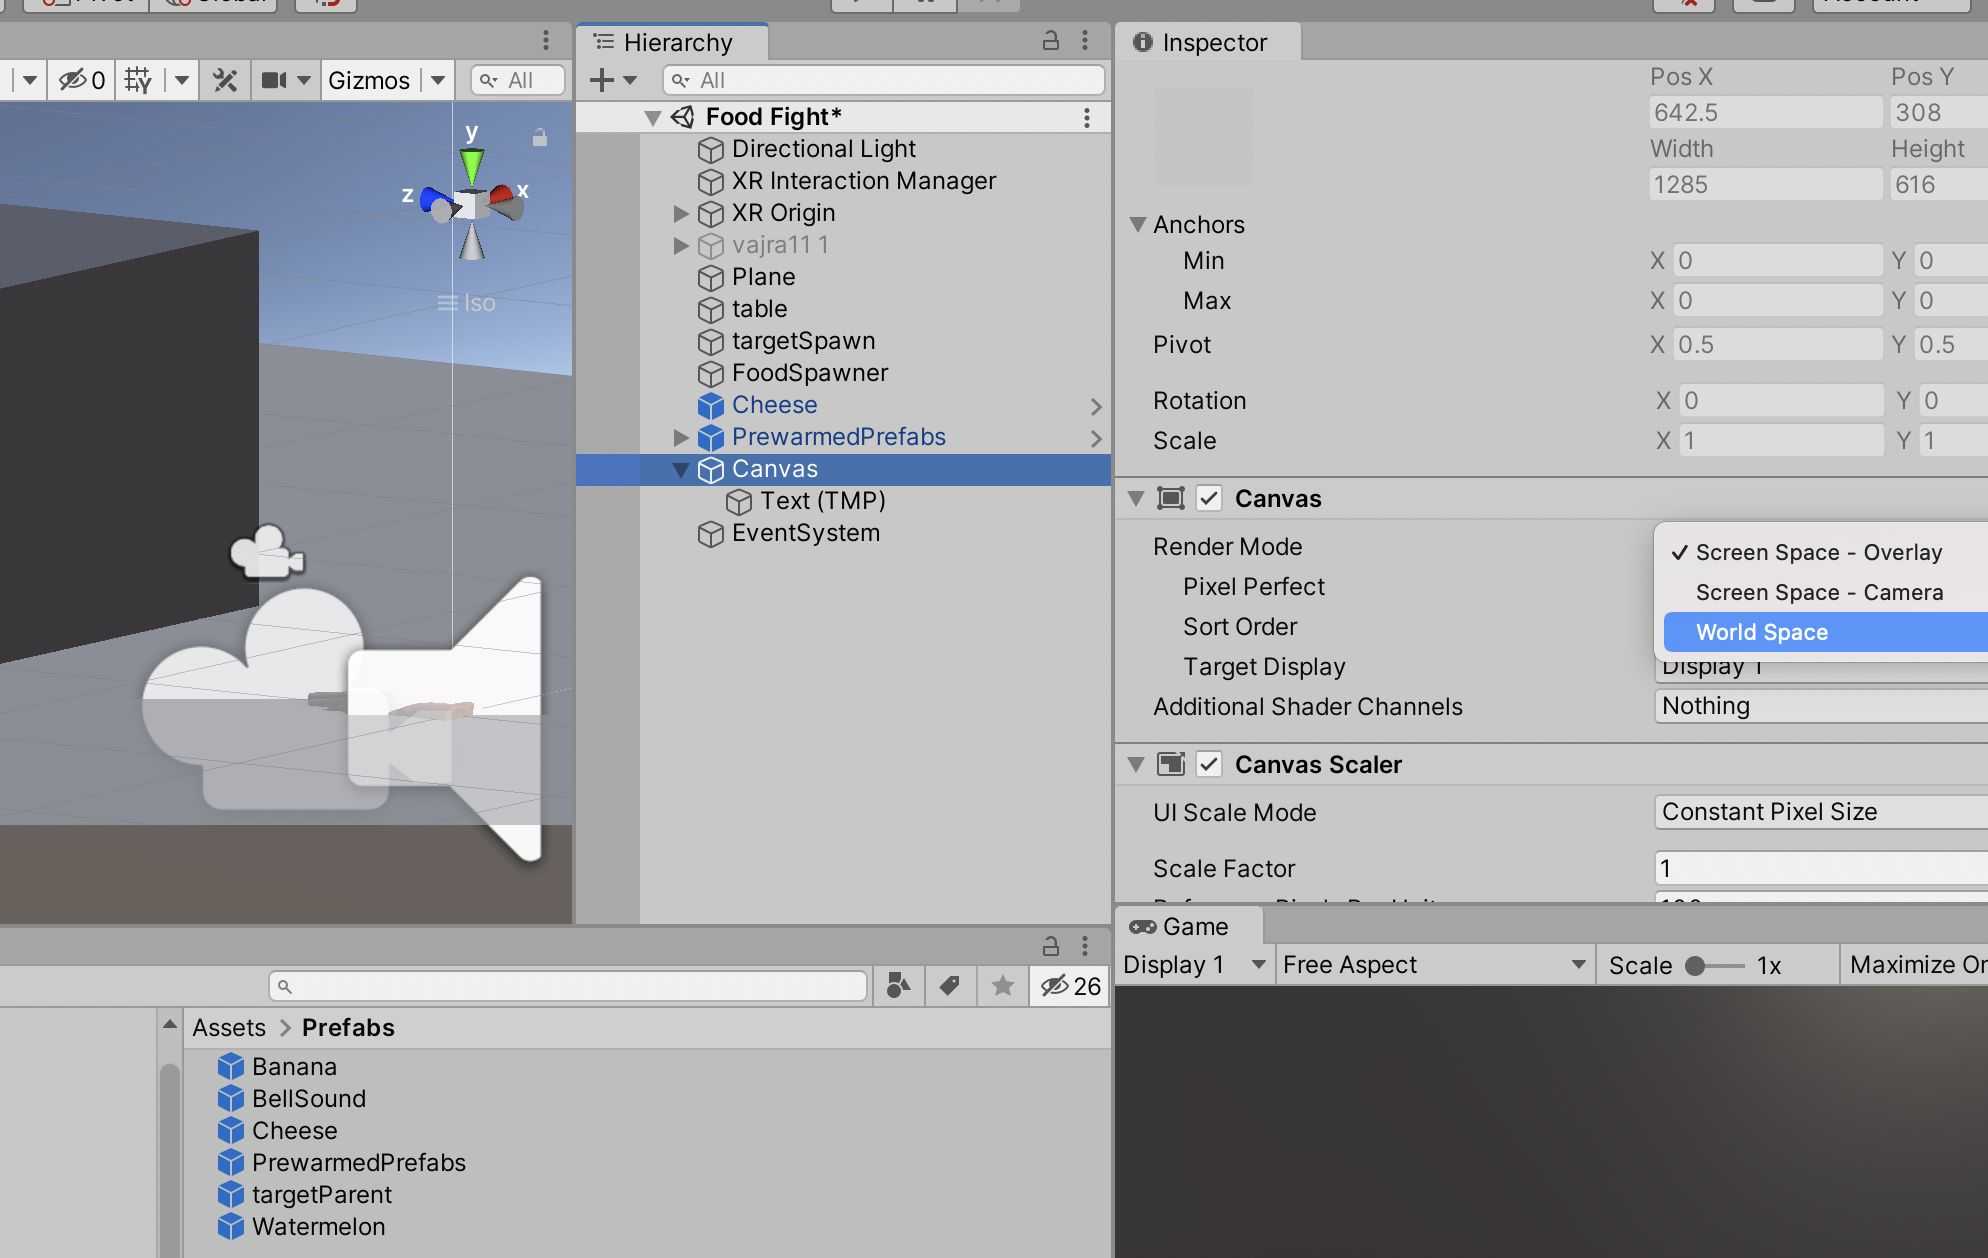 Pivot
Global
Account
Hierarchy
Inspector
0
Gizmos
All
All
Food Fight*
Directional Light
XR Interaction Manager
XR Origin
vajra11 1
Plane
table
targetSpawn
FoodSpawner
Cheese
PrewarmedPrefabs
Canvas
Text (TMP)
EventSystem
y
z
x
Iso
Pos X
Pos Y
642.5
308
Width
Height
1285
616
Anchors
Min
X 0
Y 0
Max
X 0
Y 0
Pivot
X 0.5
Y 0.5
Rotation
X 0
Y 0
Scale
X 1
Y 1
Canvas
Render Mode
Screen Space - Overlay
Screen Space - Camera
World Space
Pixel Perfect
Sort Order
Target Display
Display 1
Additional Shader Channels
Nothing
Canvas Scaler
UI Scale Mode
Constant Pixel Size
Scale Factor
1
Game
Display 1
Free Aspect
Scale
1x
Maximize Or
26
Assets > Prefabs
Banana
BellSound
Cheese
PrewarmedPrefabs
targetParent
Watermelon